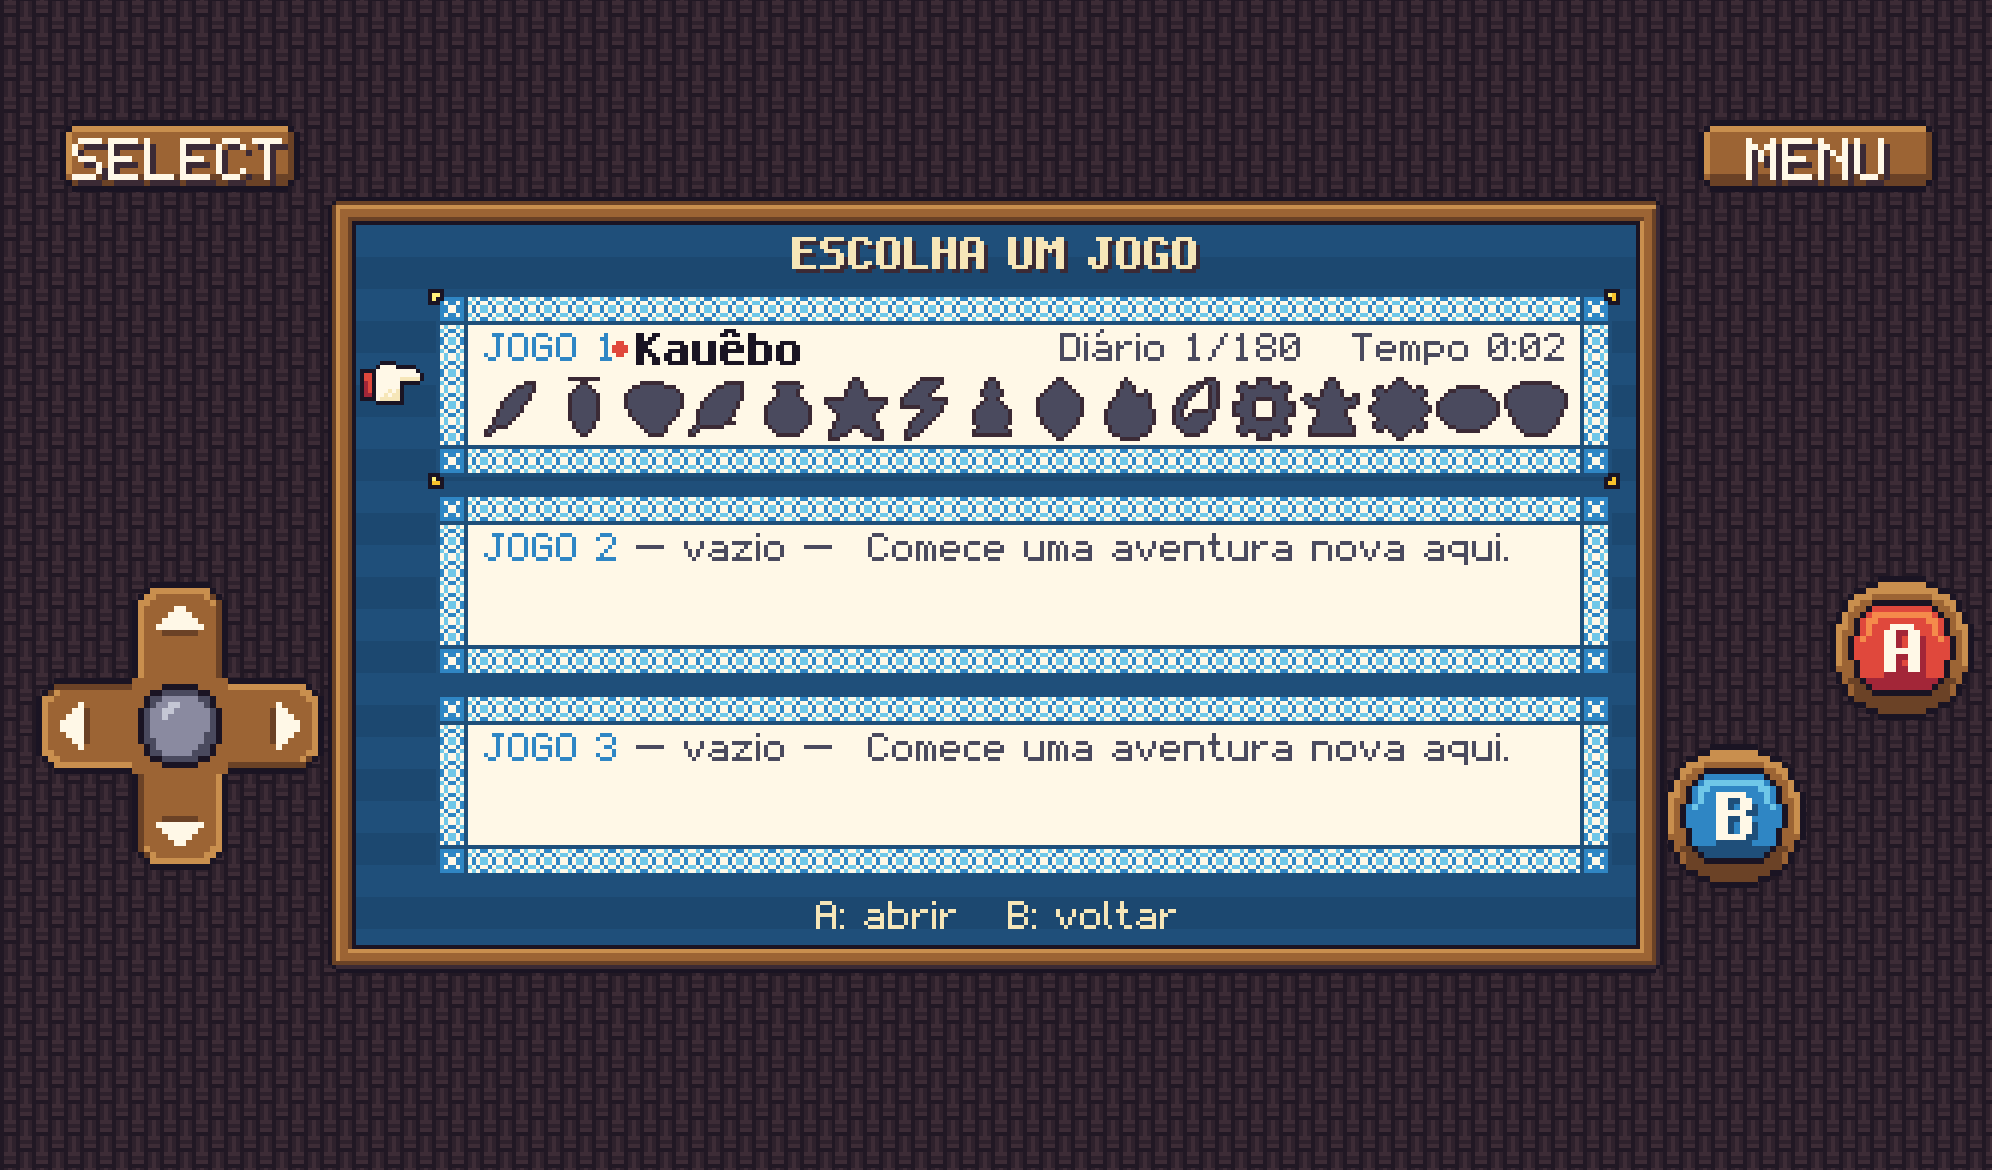 SELECT
MENU
ESCOLHA UM JOGO
JOGO 1 Kauêbo Diário 1/180 Tempo 0:02
JOGO 2 — vazio — Comece uma aventura nova aqui.
JOGO 3 — vazio — Comece uma aventura nova aqui.
A
B
A: abrir B: voltar